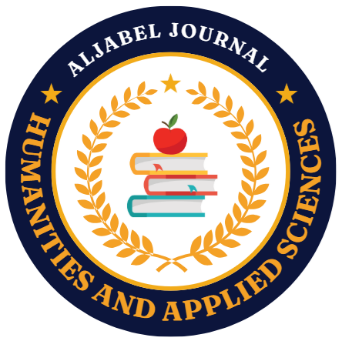 ALJABEL JOURNAL
HUMANITIES AND APPLIED SCIENCES